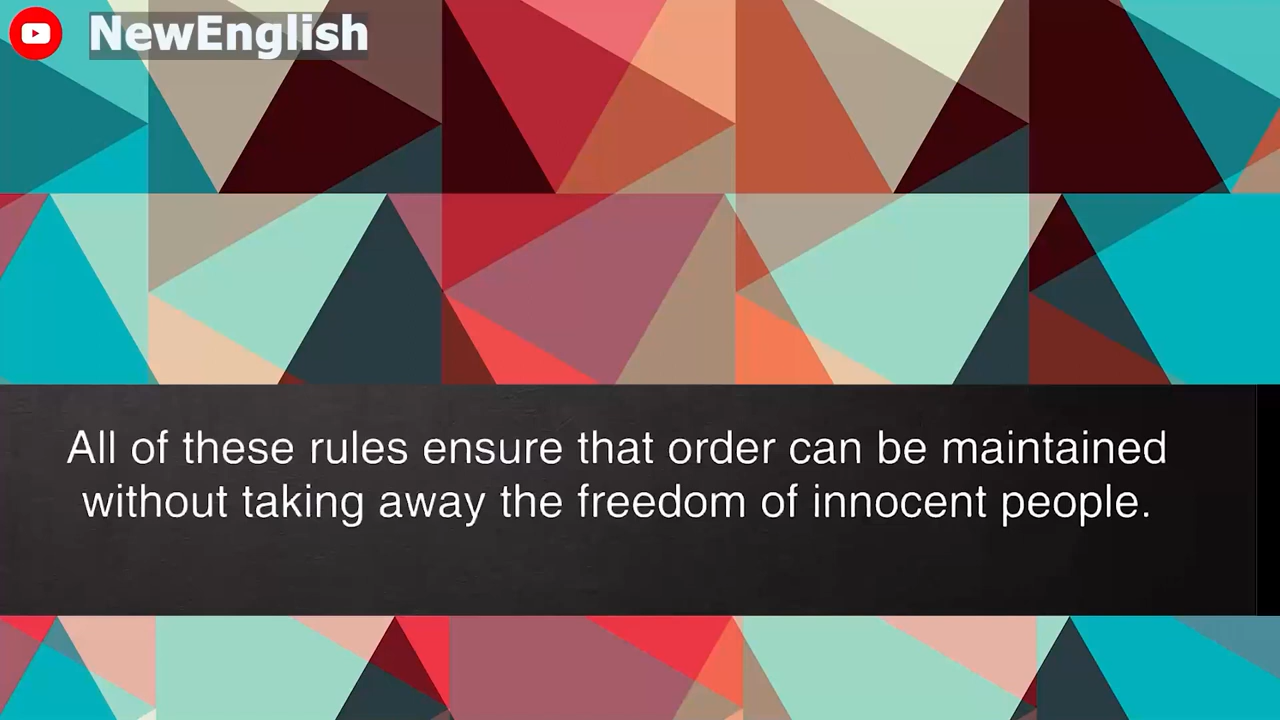 NewEnglish
All of these rules ensure that order can be maintained
without taking away the freedom of innocent people.